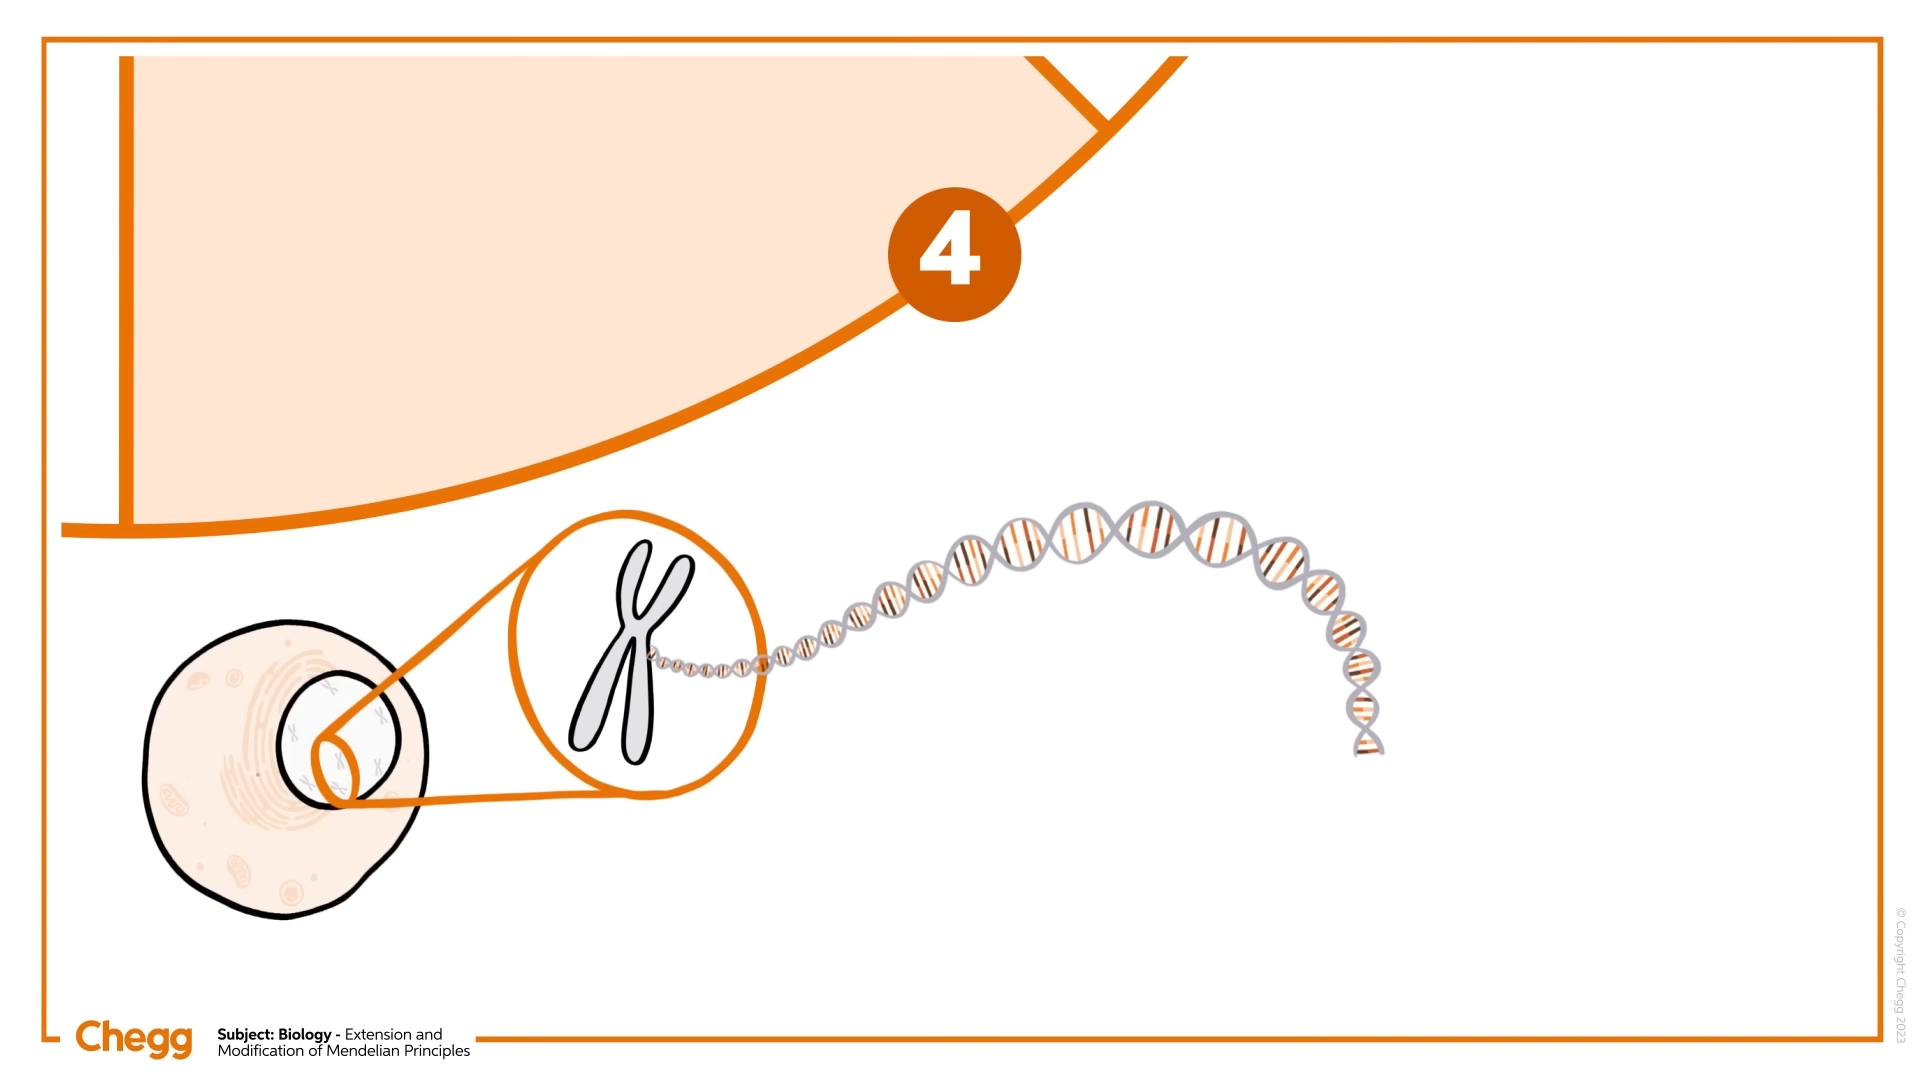 4
Chegg
Subject: Biology - Extension and
Modification of Mendelian Principles
© Copyright Chegg 2023